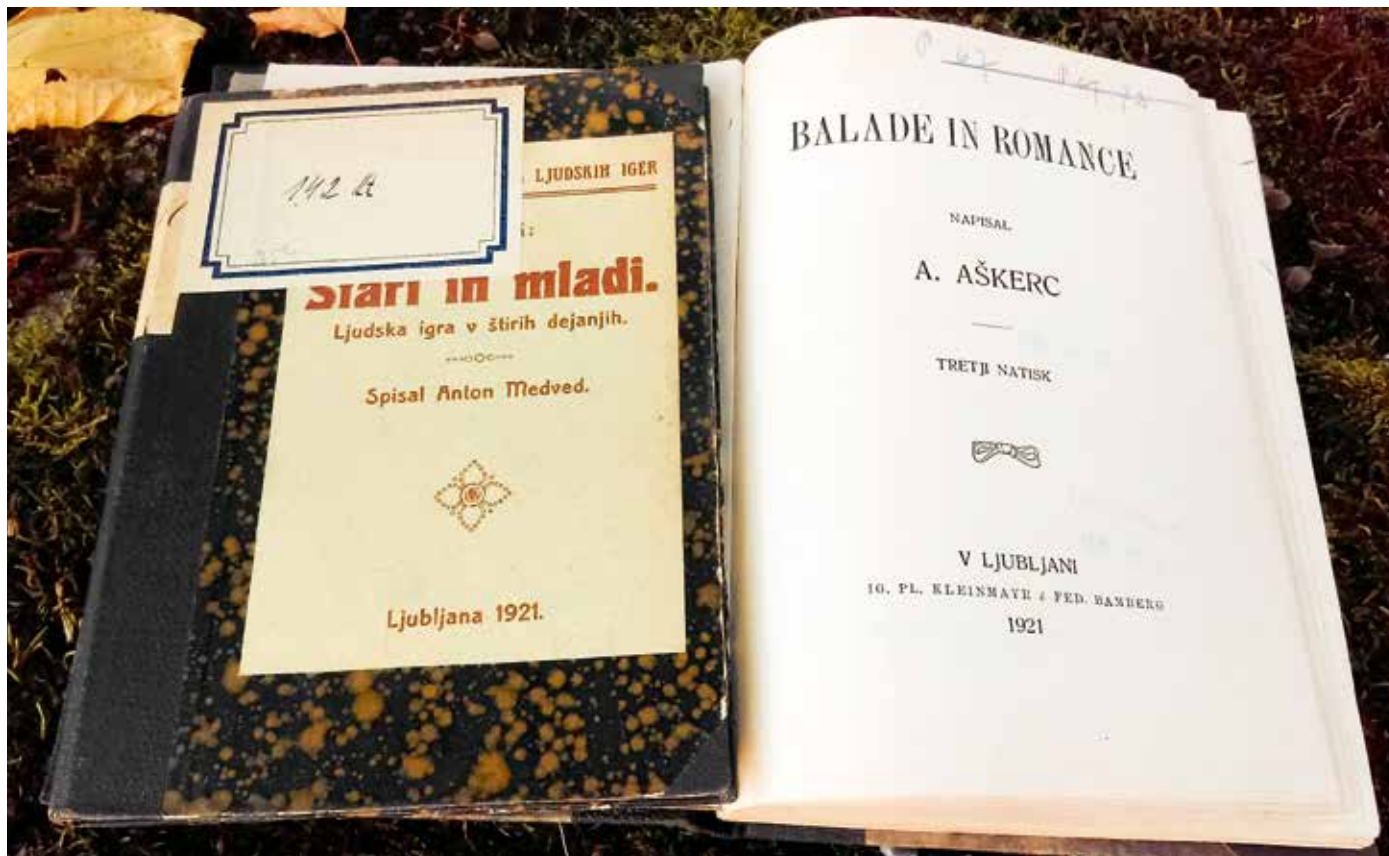 142
LJUDSKIH IGER
Stari in mladi.
Ljudska igra v štirih dejanjih.
Spisal Anton Medved.
Ljubljana 1921.
BALADE IN ROMANCE
NAPISAL
A. AŠKERC
TRETJI NATISK
V LJUBLJANI
IG. PL. KLEINMAYR & FED. BAMBERG
1921